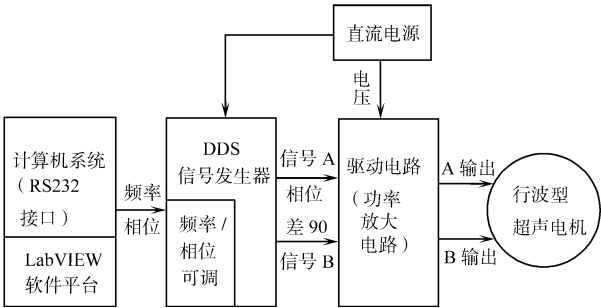 直流电源
电
压
计算机系统
（RS232
接口）
LabVIEW
软件平台
频率
相位
DDS
信号发生器
频率/
相位
可调
信号 A
相位
差 90
信号 B
驱动电路
（功率
放大
电路）
A 输出
B 输出
行波型
超声电机